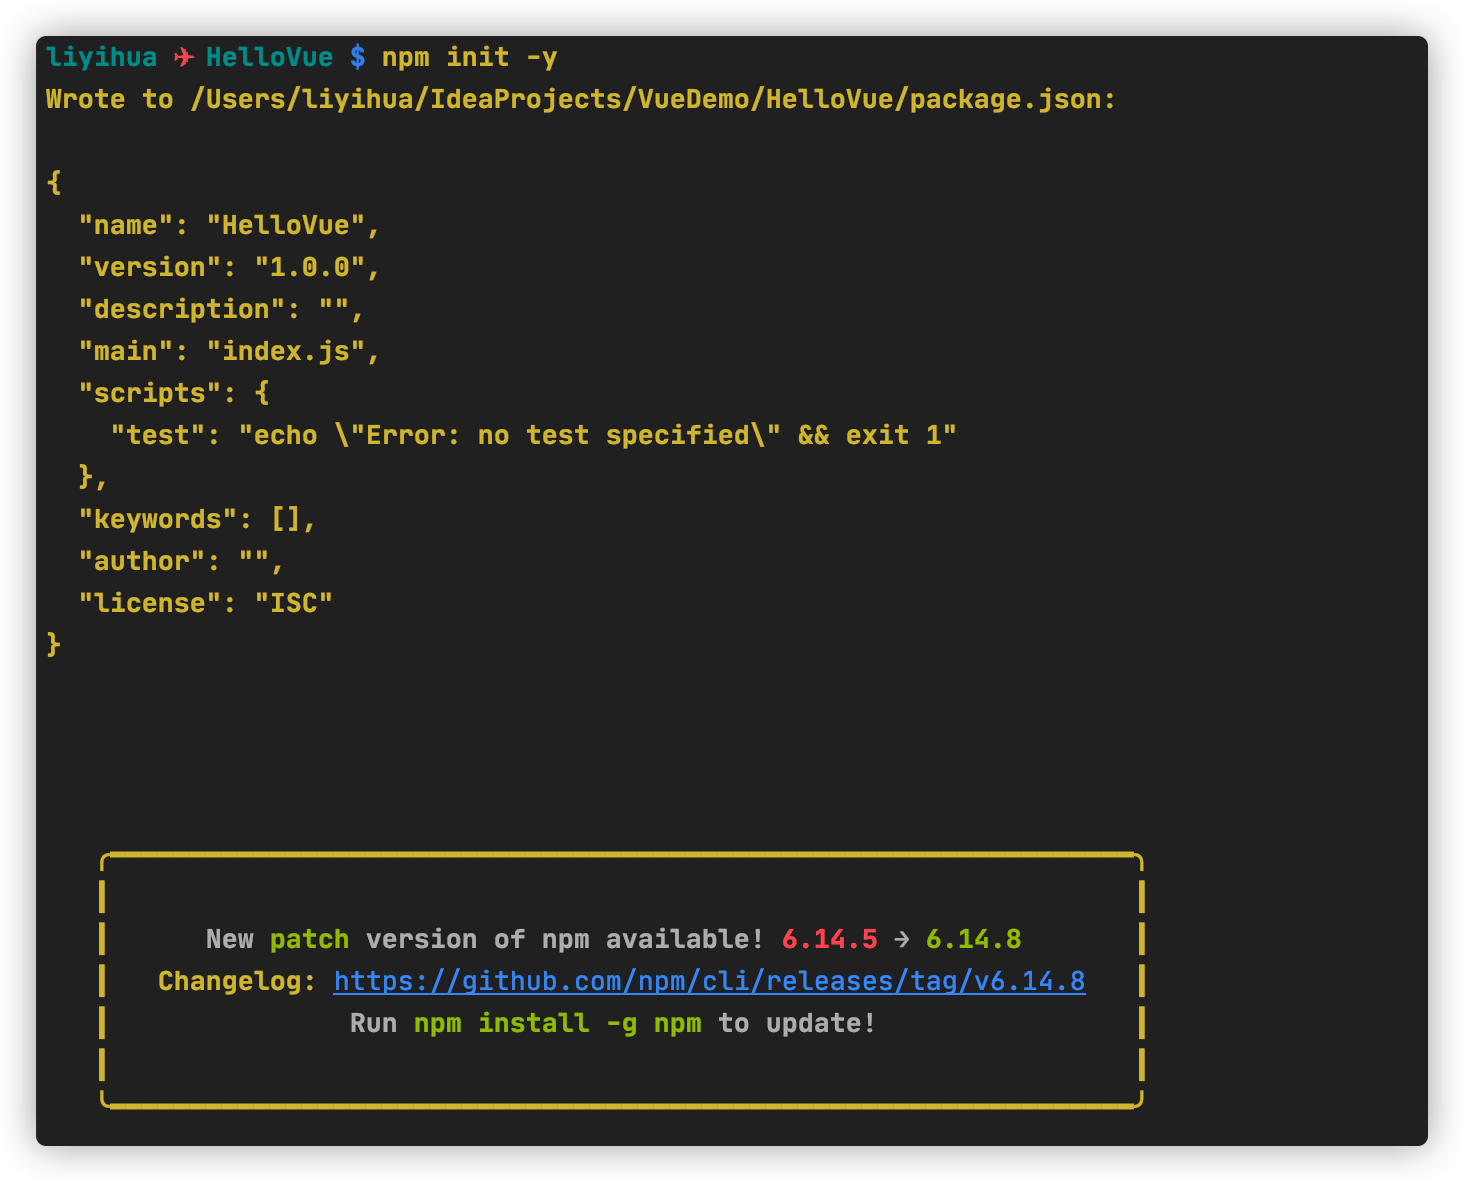 liyihua ✈ HelloVue $ npm init -y
Wrote to /Users/liyihua/IdeaProjects/VueDemo/HelloVue/package.json:
{
  "name": "HelloVue",
  "version": "1.0.0",
  "description": "",
  "main": "index.js",
  "scripts": {
    "test": "echo \"Error: no test specified\" && exit 1"
  },
  "keywords": [],
  "author": "",
  "license": "ISC"
}
New patch version of npm available! 6.14.5 → 6.14.8
Changelog: https://github.com/npm/cli/releases/tag/v6.14.8
Run npm install -g npm to update!